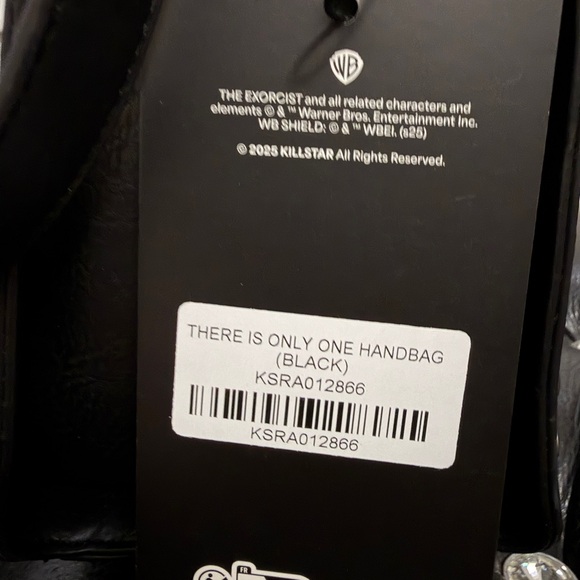 WB
THE EXORCIST and all related characters and
elements © & ™ Warner Bros. Entertainment Inc.
WB SHIELD: © & ™ WBEI. (s25)
© 2025 KILLSTAR All Rights Reserved.
THERE IS ONLY ONE HANDBAG
(BLACK)
KSRA012866
KSRA012866
FR